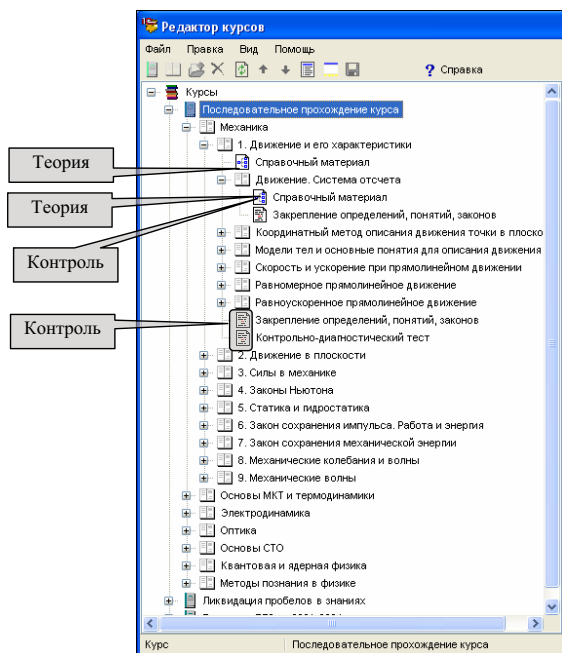 Редактор курсов
Файл Правка Вид Помощь
? Справка
Курсы
Последовательное прохождение курса
Механика
1. Движение и его характеристики
Теория
Справочный материал
Движение. Система отсчета
Теория
Справочный материал
Закрепление определений, понятий, законов
Координатный метод описания движения точки в плоско
Модели тел и основные понятия для описания движения
Контроль
Скорость и ускорение при прямолинейном движении
Равномерное прямолинейное движение
Равноускоренное прямолинейное движение
Контроль
Закрепление определений, понятий, законов
Контрольно-диагностический тест
2. Движение в плоскости
3. Силы в механике
4. Законы Ньютона
5. Статика и гидростатика
6. Закон сохранения импульса. Работа и энергия
7. Закон сохранения механической энергии
8. Механические колебания и волны
9. Механические волны
Основы МКТ и термодинамики
Электродинамика
Оптика
Основы СТО
Квантовая и ядерная физика
Методы познания в физике
Ликвидация пробелов в знаниях
Курс Последовательное прохождение курса